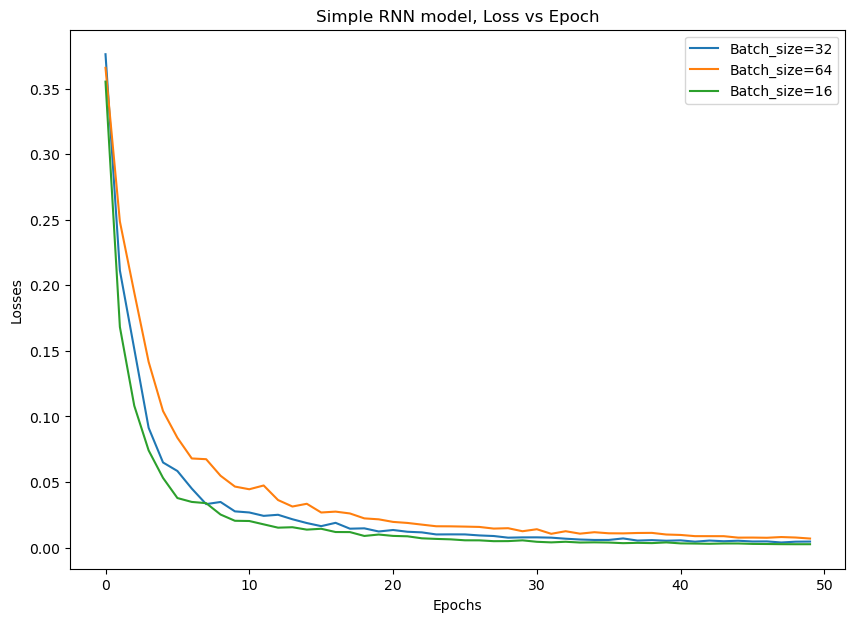 Simple RNN model, Loss vs Epoch
Batch_size=32
Batch_size=64
Batch_size=16
Losses
0.35
0.30
0.25
0.20
0.15
0.10
0.05
0.00
0 10 20 30 40 50
Epochs